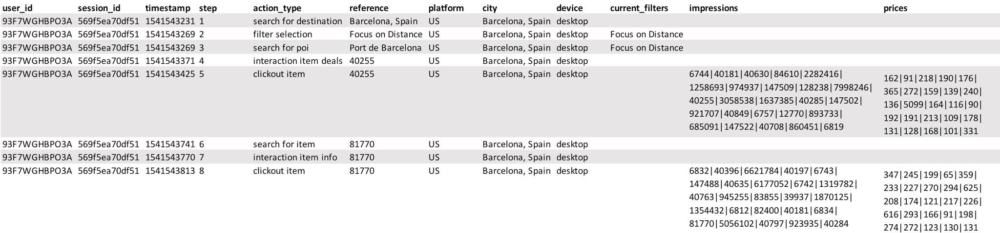 user_id session_id timestamp step action_type reference platform city device current_filters impressions prices
93F7WGHBPO3A 569f5ea70df51 1541543231 1 search for destination Barcelona, Spain US Barcelona, Spain desktop
93F7WGHBPO3A 569f5ea70df51 1541543269 2 filter selection Focus on Distance US Barcelona, Spain desktop Focus on Distance
93F7WGHBPO3A 569f5ea70df51 1541543269 3 search for poi Port de Barcelona US Barcelona, Spain desktop Focus on Distance
93F7WGHBPO3A 569f5ea70df51 1541543371 4 interaction item deals 40255 US Barcelona, Spain desktop
93F7WGHBPO3A 569f5ea70df51 1541543425 5 clickout item 40255 US Barcelona, Spain desktop 6744|40181|40630|84610|2282416| 162|91|218|190|176|
1258693|974937|147509|128238|7998246| 365|272|159|139|240|
40255|3058538|1637385|40285|147502| 136|5099|164|116|90|
921707|40849|6757|12770|893733| 192|191|213|109|178|
685091|147522|40708|860451|6819 131|128|168|101|331
93F7WGHBPO3A 569f5ea70df51 1541543741 6 search for item 81770 US Barcelona, Spain desktop
93F7WGHBPO3A 569f5ea70df51 1541543770 7 interaction item info 81770 US Barcelona, Spain desktop
93F7WGHBPO3A 569f5ea70df51 1541543813 8 clickout item 81770 US Barcelona, Spain desktop 6832|40396|6621784|40197|6743| 347|245|199|65|359|
147488|40635|6177052|6742|1319782| 233|227|270|294|625|
40763|945255|83855|39937|1870125| 208|174|121|217|226|
1354432|6812|82400|40181|6834| 616|293|166|91|198|
81770|5056102|40797|923935|40284 274|272|123|130|131